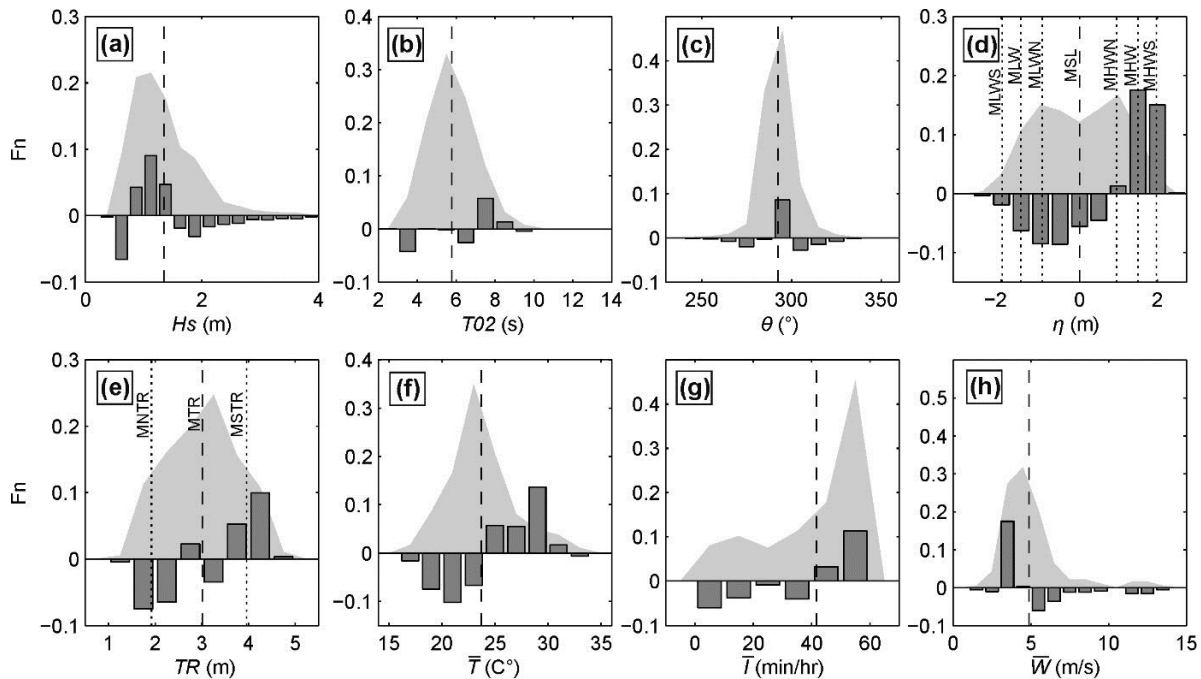 (a)
0.3
0.2
0.1
0
−0.1
Fn
0 2 4
Hs (m)
(b)
0.4
0.3
0.2
0.1
0
−0.1
2 4 6 8 10 12 14
T02 (s)
(c)
0.4
0.3
0.2
0.1
0
−0.1
250 300 350
θ (°)
(d)
0.3
0.2
0.1
0
−0.1
MLWS
MLW
MLWN
MSL
MHWN
MHW
MHWS
−2 0 2
η (m)
(e)
0.3
0.2
0.1
0
−0.1
Fn
MNTR
MTR
MSTR
1 2 3 4 5
TR (m)
(f)
0.4
0.3
0.2
0.1
0
−0.1
15 20 25 30 35
T̅ (C°)
(g)
0.4
0.3
0.2
0.1
0
−0.1
0 20 40 60
I̅ (min/hr)
(h)
0.5
0.4
0.3
0.2
0.1
0
−0.1
0 5 10 15
W̅ (m/s)